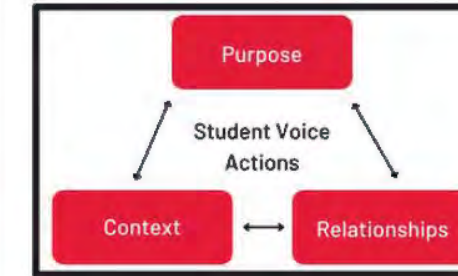 Purpose
Student Voice
Actions
Context
Relationships